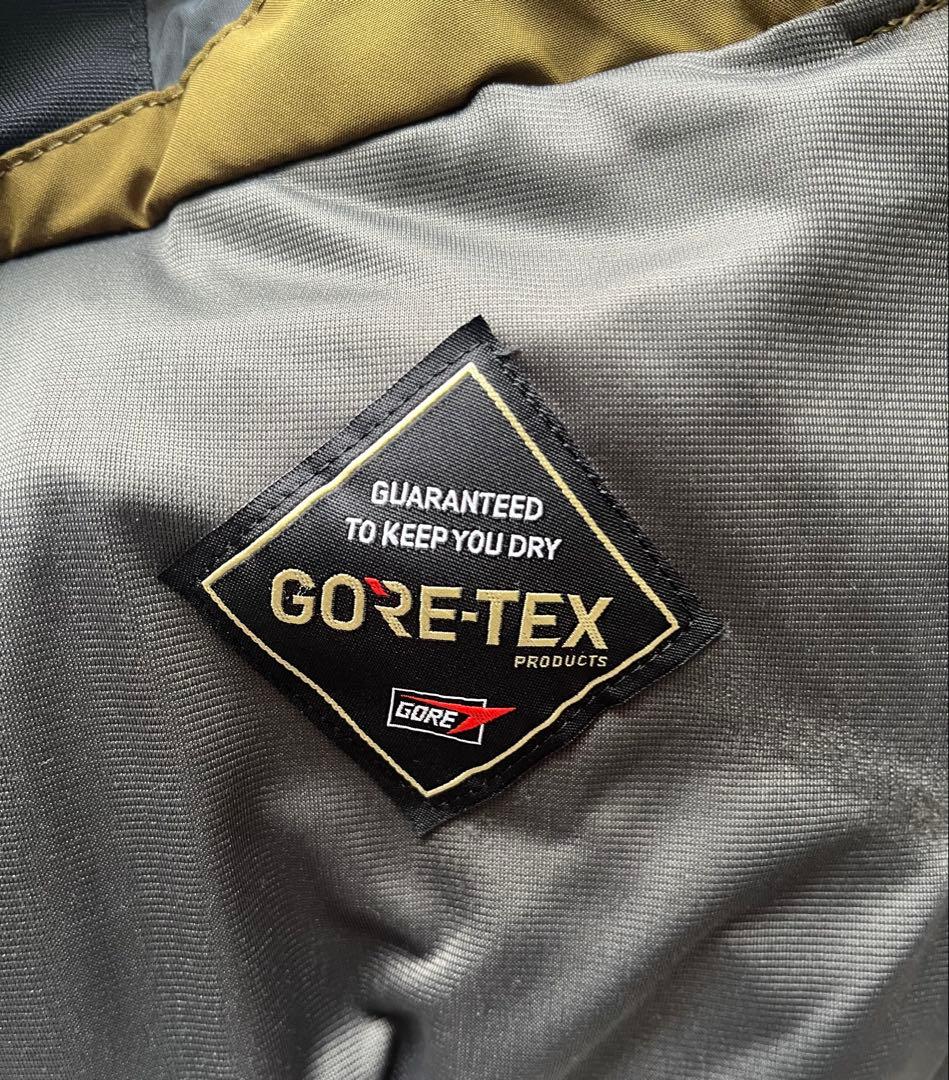 GUARANTEED
TO KEEP YOU DRY
GORE-TEX
PRODUCTS
GORE